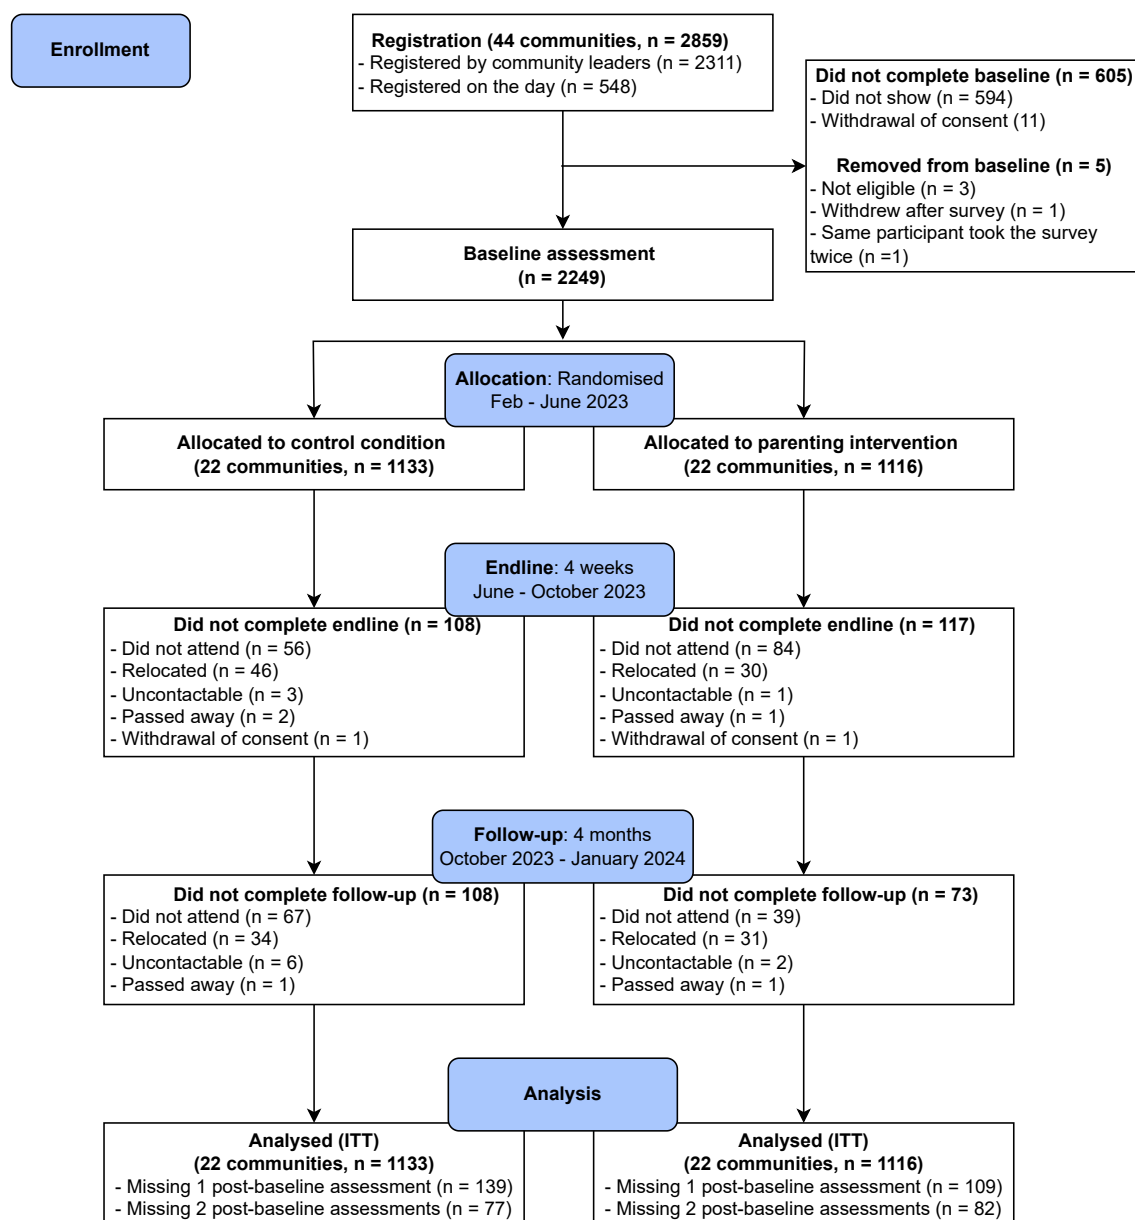 Enrollment
Registration (44 communities, n = 2859)
- Registered by community leaders (n = 2311)
- Registered on the day (n = 548)
Did not complete baseline (n = 605)
- Did not show (n = 594)
- Withdrawal of consent (11)
Removed from baseline (n = 5)
- Not eligible (n = 3)
- Withdrew after survey (n = 1)
- Same participant took the survey
twice (n =1)
Baseline assessment
(n = 2249)
Allocation: Randomised
Feb - June 2023
Allocated to control condition
(22 communities, n = 1133)
Allocated to parenting intervention
(22 communities, n = 1116)
Endline: 4 weeks
June - October 2023
Did not complete endline (n = 108)
- Did not attend (n = 56)
- Relocated (n = 46)
- Uncontactable (n = 3)
- Passed away (n = 2)
- Withdrawal of consent (n = 1)
Did not complete endline (n = 117)
- Did not attend (n = 84)
- Relocated (n = 30)
- Uncontactable (n = 1)
- Passed away (n = 1)
- Withdrawal of consent (n = 1)
Follow-up: 4 months
October 2023 - January 2024
Did not complete follow-up (n = 108)
- Did not attend (n = 67)
- Relocated (n = 34)
- Uncontactable (n = 6)
- Passed away (n = 1)
Did not complete follow-up (n = 73)
- Did not attend (n = 39)
- Relocated (n = 31)
- Uncontactable (n = 2)
- Passed away (n = 1)
Analysis
Analysed (ITT)
(22 communities, n = 1133)
- Missing 1 post-baseline assessment (n = 139)
- Missing 2 post-baseline assessments (n = 77)
Analysed (ITT)
(22 communities, n = 1116)
- Missing 1 post-baseline assessment (n = 109)
- Missing 2 post-baseline assessments (n = 82)